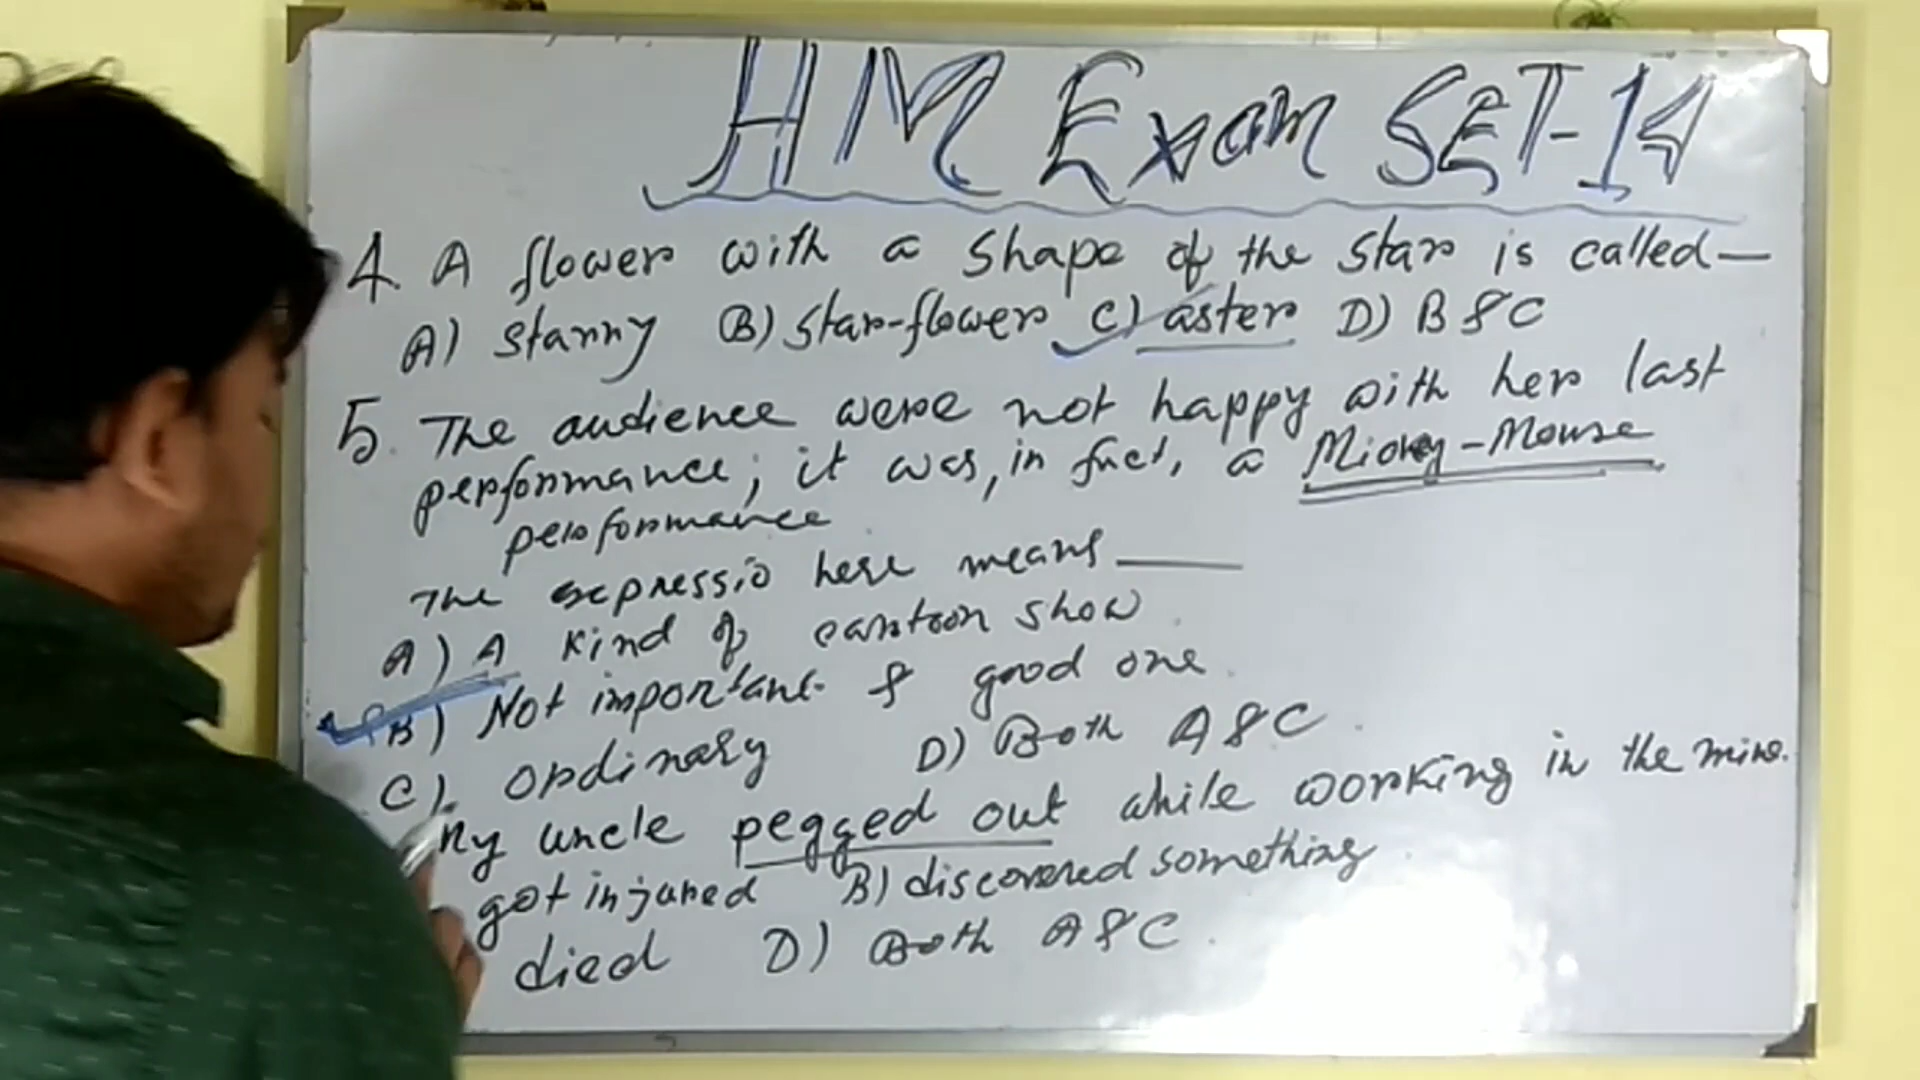 HM Exam SET-14
4. A flower with a shape of the star is called—
A) starry B) star-flower C) aster D) B & C
5. The audience were not happy with her last
performance; it was, in fact, a Mickey-Mouse
performance
The expressio here means ____
A) A kind of cartoon show.
B) Not important & good one.
C) ordinary D) Both A & C.
My uncle pegged out while working in the mine.
got injured B) discovered something
died D) Both A & C.